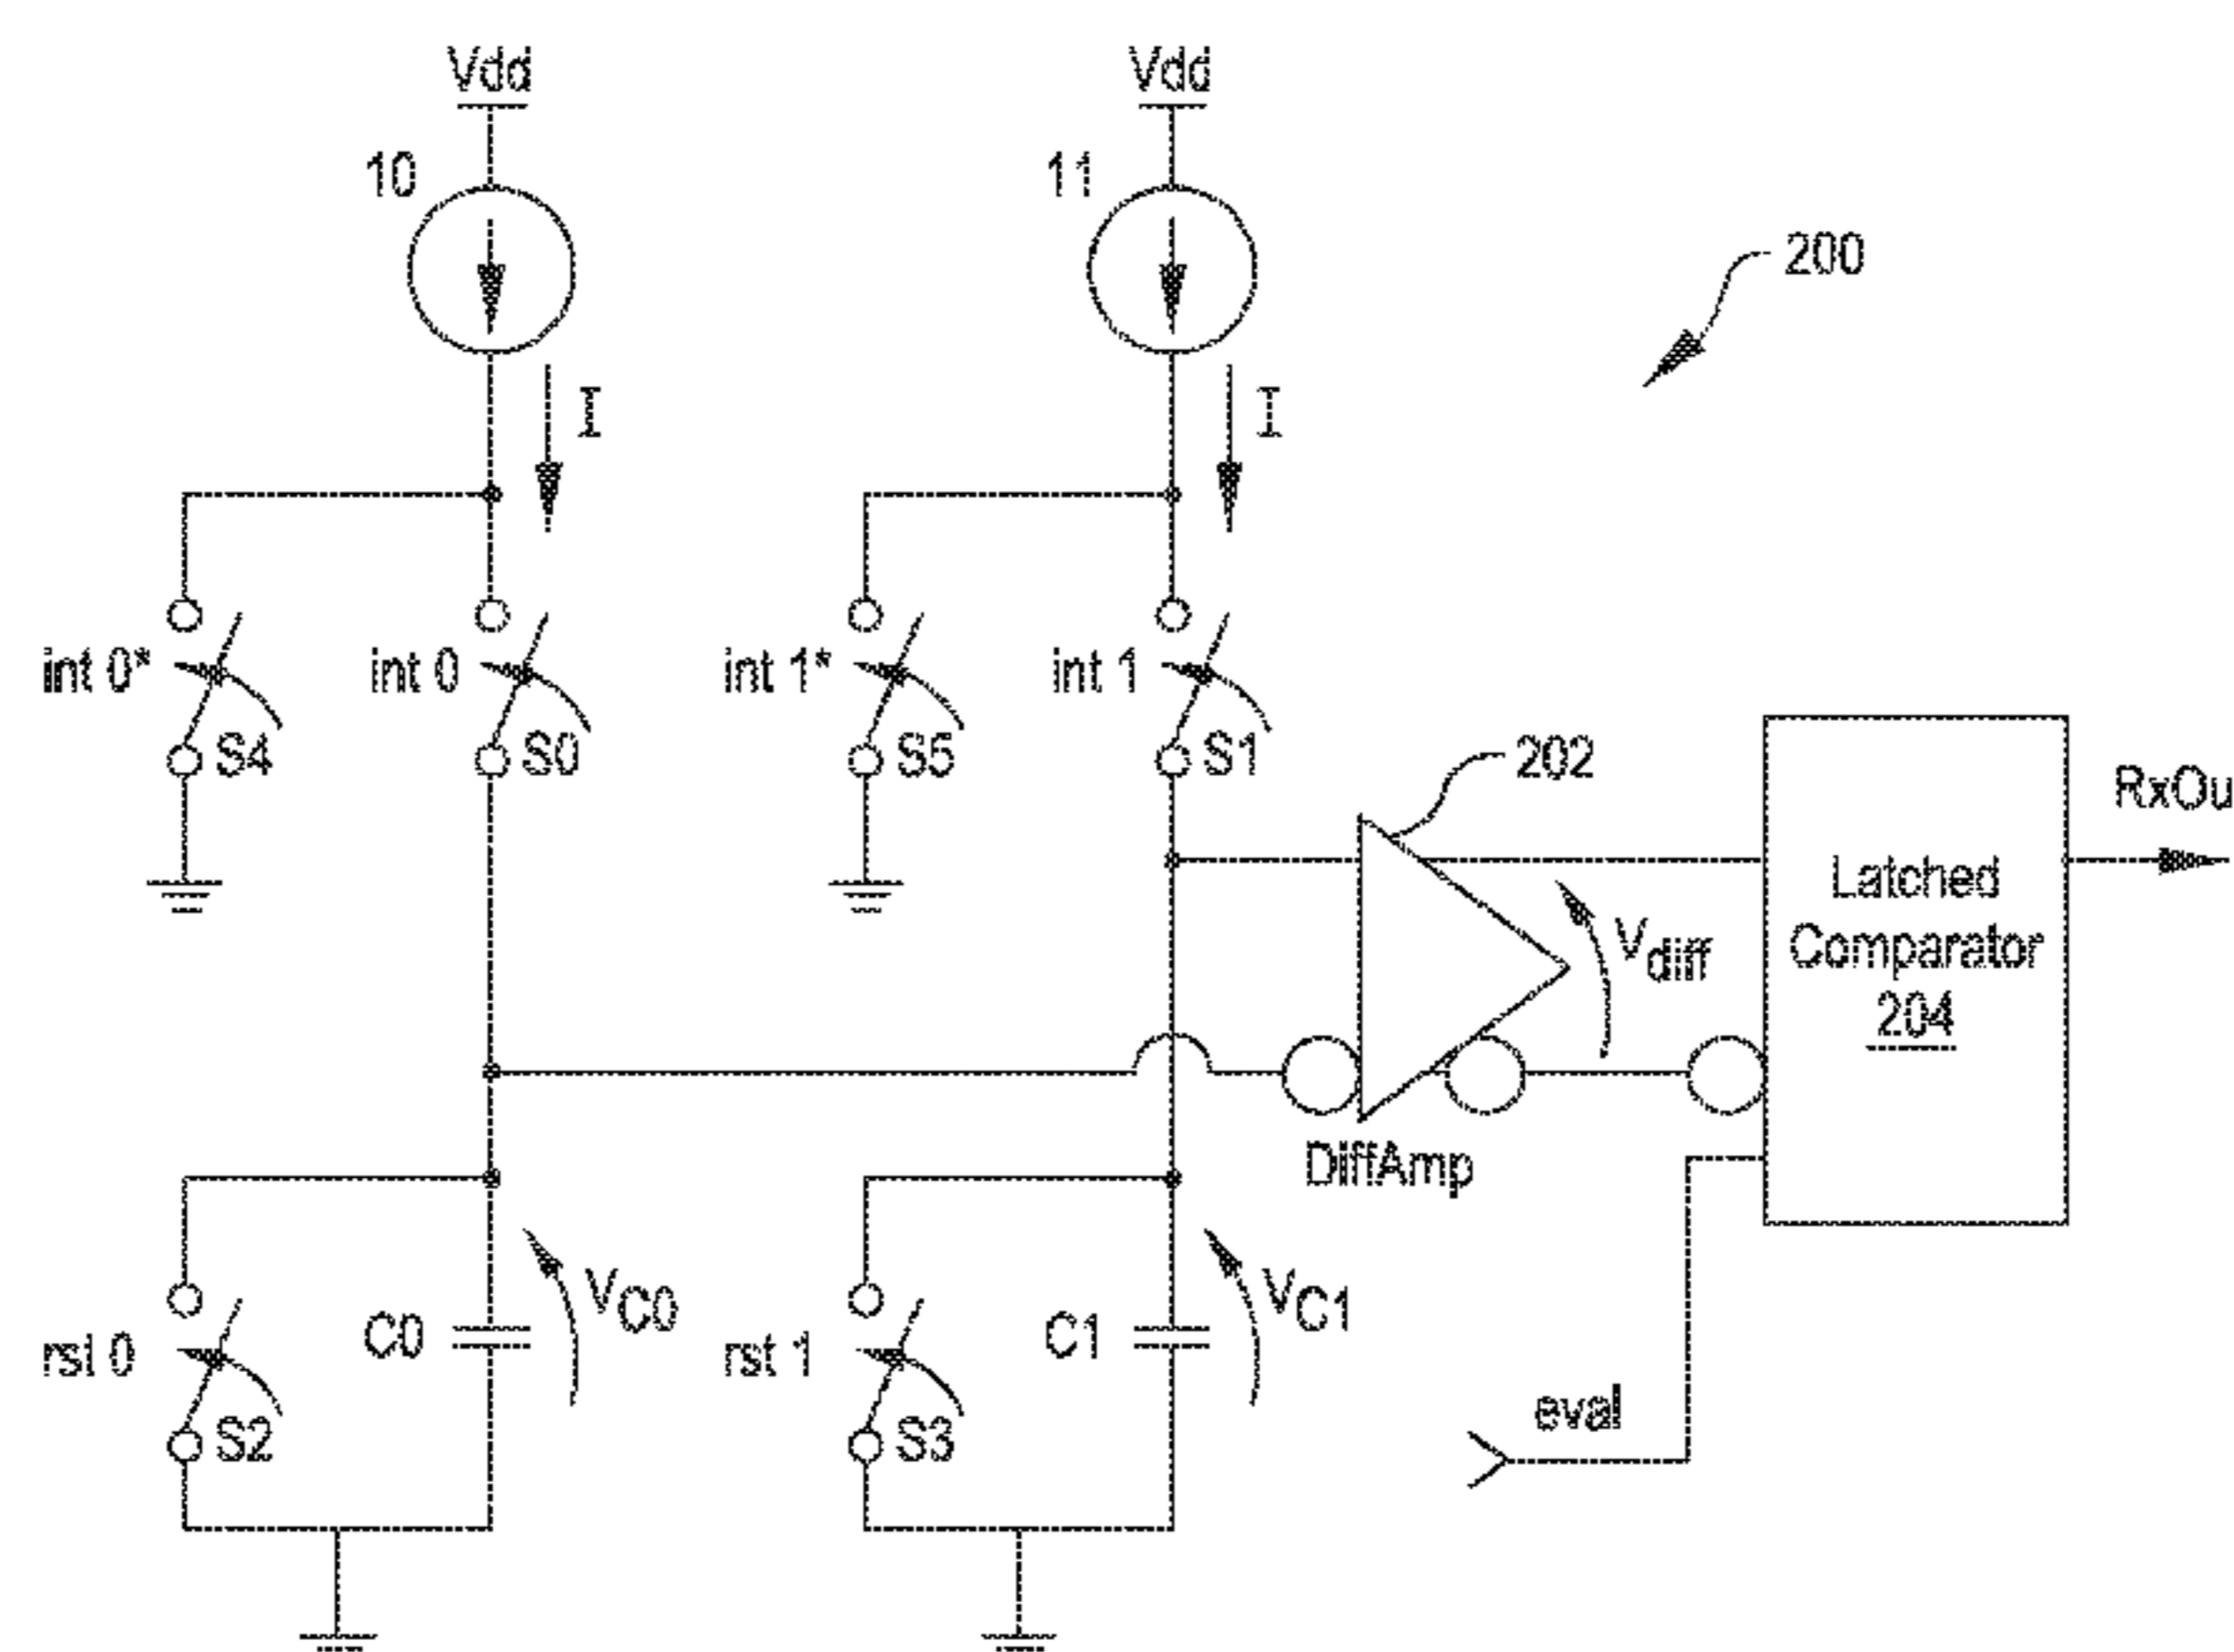 Vdd
Vdd
10
11
200
I
I
int 0*
int 0
int 1*
int 1
S4
S0
S5
S1
202
RxOu
Latched
Comparator
204
Vdiff
DiffAmp
rst 0
C0
VC0
rst 1
C1
VC1
eval
S2
S3